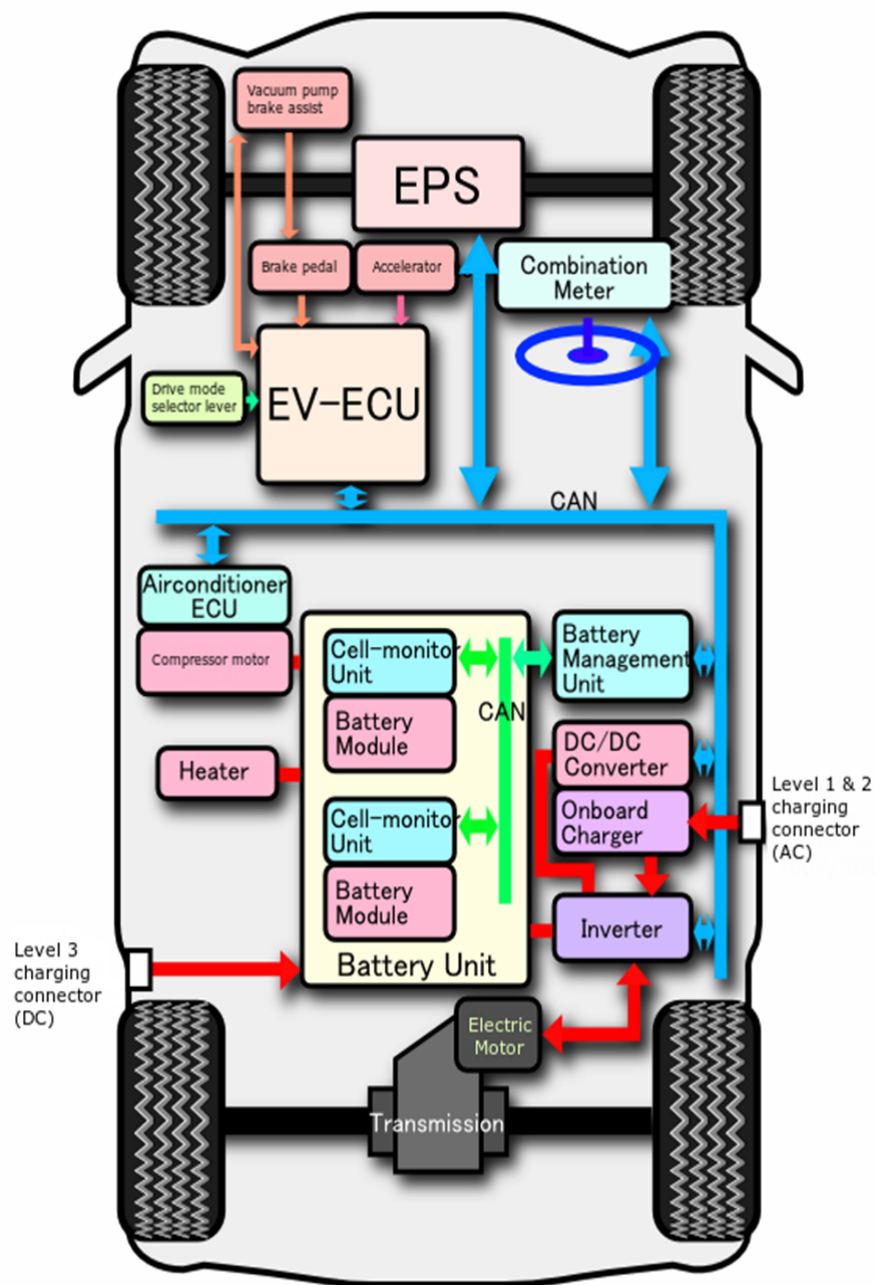 Vacuum pump
brake assist
EPS
Brake pedal
Accelerator
Combination
Meter
Drive mode
selector lever
EV-ECU
CAN
Airconditioner
ECU
Compressor motor
Cell-monitor
Unit
Battery
Management
Unit
CAN
Battery
Module
DC/DC
Converter
Heater
Level 1 & 2
charging
connector
(AC)
Onboard
Charger
Cell-monitor
Unit
Battery
Module
Inverter
Battery Unit
Level 3
charging
connector
(DC)
Electric
Motor
Transmission